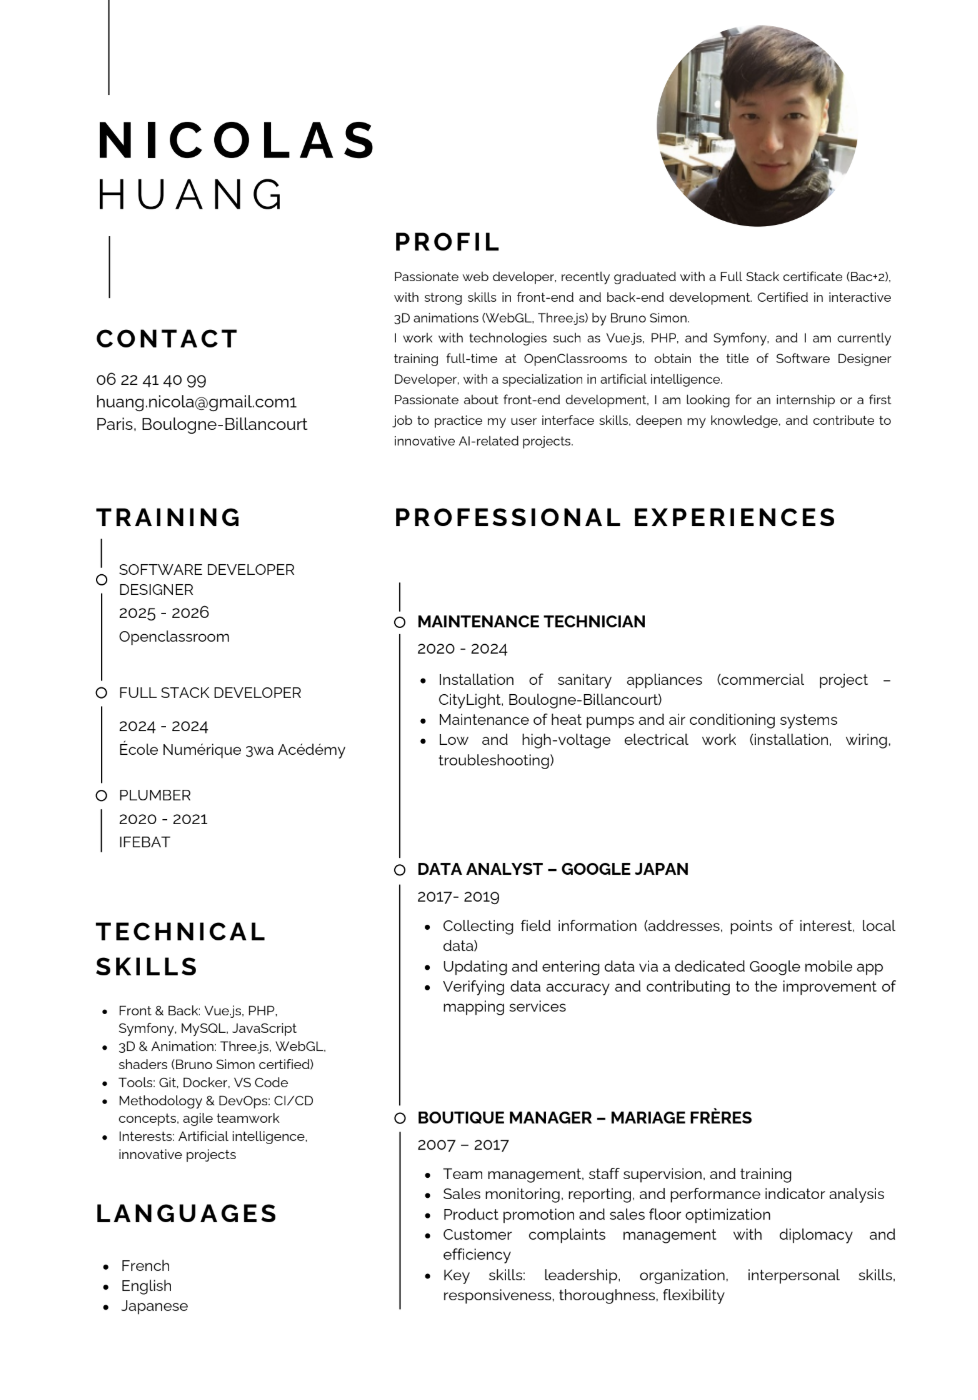 NICOLAS
HUANG
CONTACT
06 22 41 40 99
huang.nicola@gmail.com1
Paris, Boulogne-Billancourt
PROFIL
Passionate web developer, recently graduated with a Full Stack certificate (Bac+2),
with strong skills in front-end and back-end development. Certified in interactive
3D animations (WebGL, Three.js) by Bruno Simon.
I work with technologies such as Vue.js, PHP, and Symfony, and I am currently
training full-time at OpenClassrooms to obtain the title of Software Designer
Developer, with a specialization in artificial intelligence.
Passionate about front-end development, I am looking for an internship or a first
job to practice my user interface skills, deepen my knowledge, and contribute to
innovative AI-related projects.
TRAINING
SOFTWARE DEVELOPER
DESIGNER
2025 - 2026
Openclassroom
FULL STACK DEVELOPER
2024 - 2024
École Numérique 3wa Acédémy
PLUMBER
2020 - 2021
IFEBAT
TECHNICAL
SKILLS
• Front & Back: Vue.js, PHP,
Symfony, MySQL, JavaScript
• 3D & Animation: Three.js, WebGL,
shaders (Bruno Simon certified)
• Tools: Git, Docker, VS Code
• Methodology & DevOps: CI/CD
concepts, agile teamwork
• Interests: Artificial intelligence,
innovative projects
LANGUAGES
• French
• English
• Japanese
PROFESSIONAL EXPERIENCES
MAINTENANCE TECHNICIAN
2020 - 2024
• Installation of sanitary appliances (commercial project –
CityLight, Boulogne-Billancourt)
• Maintenance of heat pumps and air conditioning systems
• Low and high-voltage electrical work (installation, wiring,
troubleshooting)
DATA ANALYST – GOOGLE JAPAN
2017- 2019
• Collecting field information (addresses, points of interest, local
data)
• Updating and entering data via a dedicated Google mobile app
• Verifying data accuracy and contributing to the improvement of
mapping services
BOUTIQUE MANAGER – MARIAGE FRÈRES
2007 – 2017
• Team management, staff supervision, and training
• Sales monitoring, reporting, and performance indicator analysis
• Product promotion and sales floor optimization
• Customer complaints management with diplomacy and
efficiency
• Key skills: leadership, organization, interpersonal skills,
responsiveness, thoroughness, flexibility